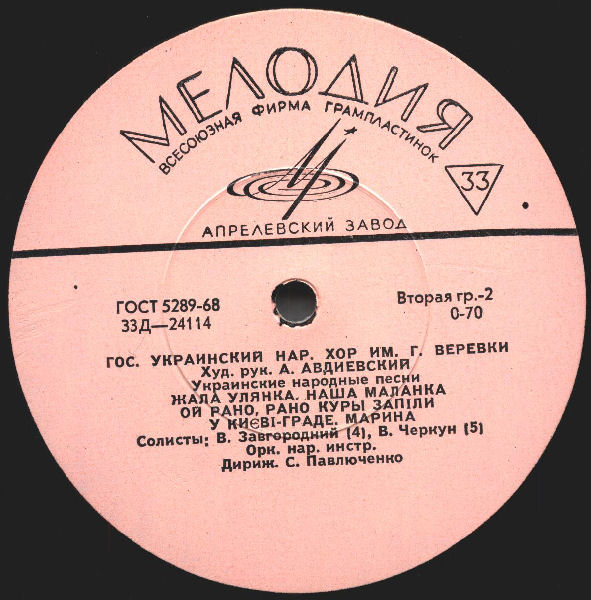 МЕЛОДИЯ
ВСЕСОЮЗНАЯ ФИРМА ГРАМПЛАСТИНОК
33
АПРЕЛЕВСКИЙ ЗАВОД
ГОСТ 5289-68
33Д—24114
Вторая гр.-2
0-70
ГОС. УКРАИНСКИЙ НАР. ХОР ИМ. Г. ВЕРЕВКИ
Худ. рук. А. АВДИЕВСКИЙ
Украинские народные песни
ЖАЛА УЛЯНКА. НАША МАЛАНКА
ОЙ РАНО, РАНО КУРЫ ЗАПІЛИ
У КИЄВІ-ГРАДЕ. МАРИНА
Солисты: В. Завгородний (4), В. Черкун (5)
Орк. нар. инстр.
Дириж. С. Павлюченко